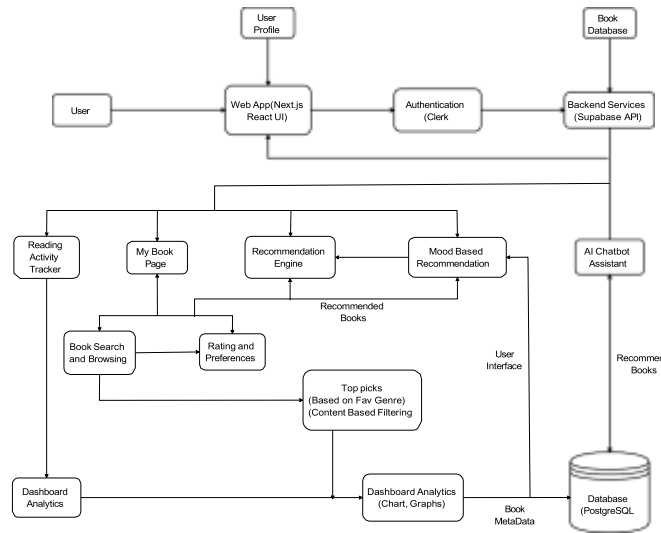 User
Profile
Book
Database
User
Web App(Next.js
React UI)
Authentication
(Clerk
Backend Services
(Supabase API)
Reading
Activity
Tracker
My Book
Page
Recommendation
Engine
Mood Based
Recommendation
AI Chatbot
Assistant
Recommended
Books
Book Search
and Browsing
Rating and
Preferences
User
Interface
Recommen
Books
Top picks
(Based on Fav Genre)
(Content Based Filtering
Dashboard
Analytics
Dashboard Analytics
(Chart, Graphs)
Book
MetaData
Database
(PostgreSQL